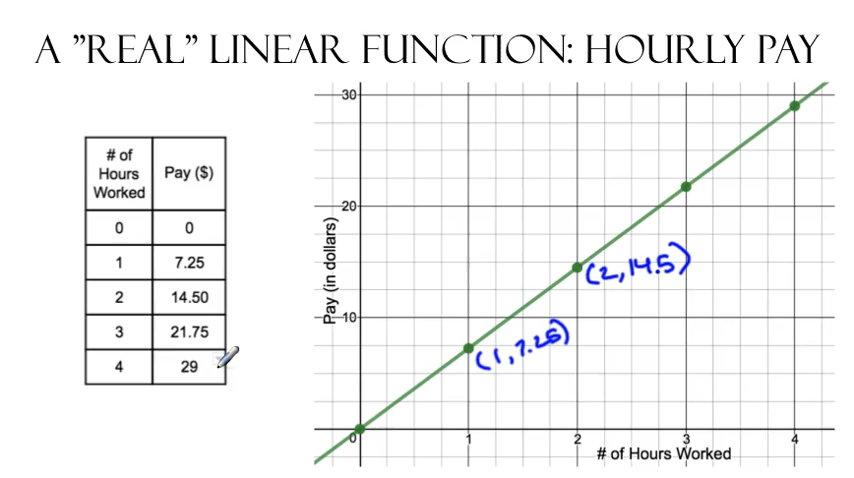 A "REAL" LINEAR FUNCTION: HOURLY PAY
# of Hours Worked Pay ($)
0 0
1 7.25
2 14.50
3 21.75
4 29
30
20
10
0 1 2 3 4
Pay (in dollars)
# of Hours Worked
(2, 14.5)
(1, 7.25)